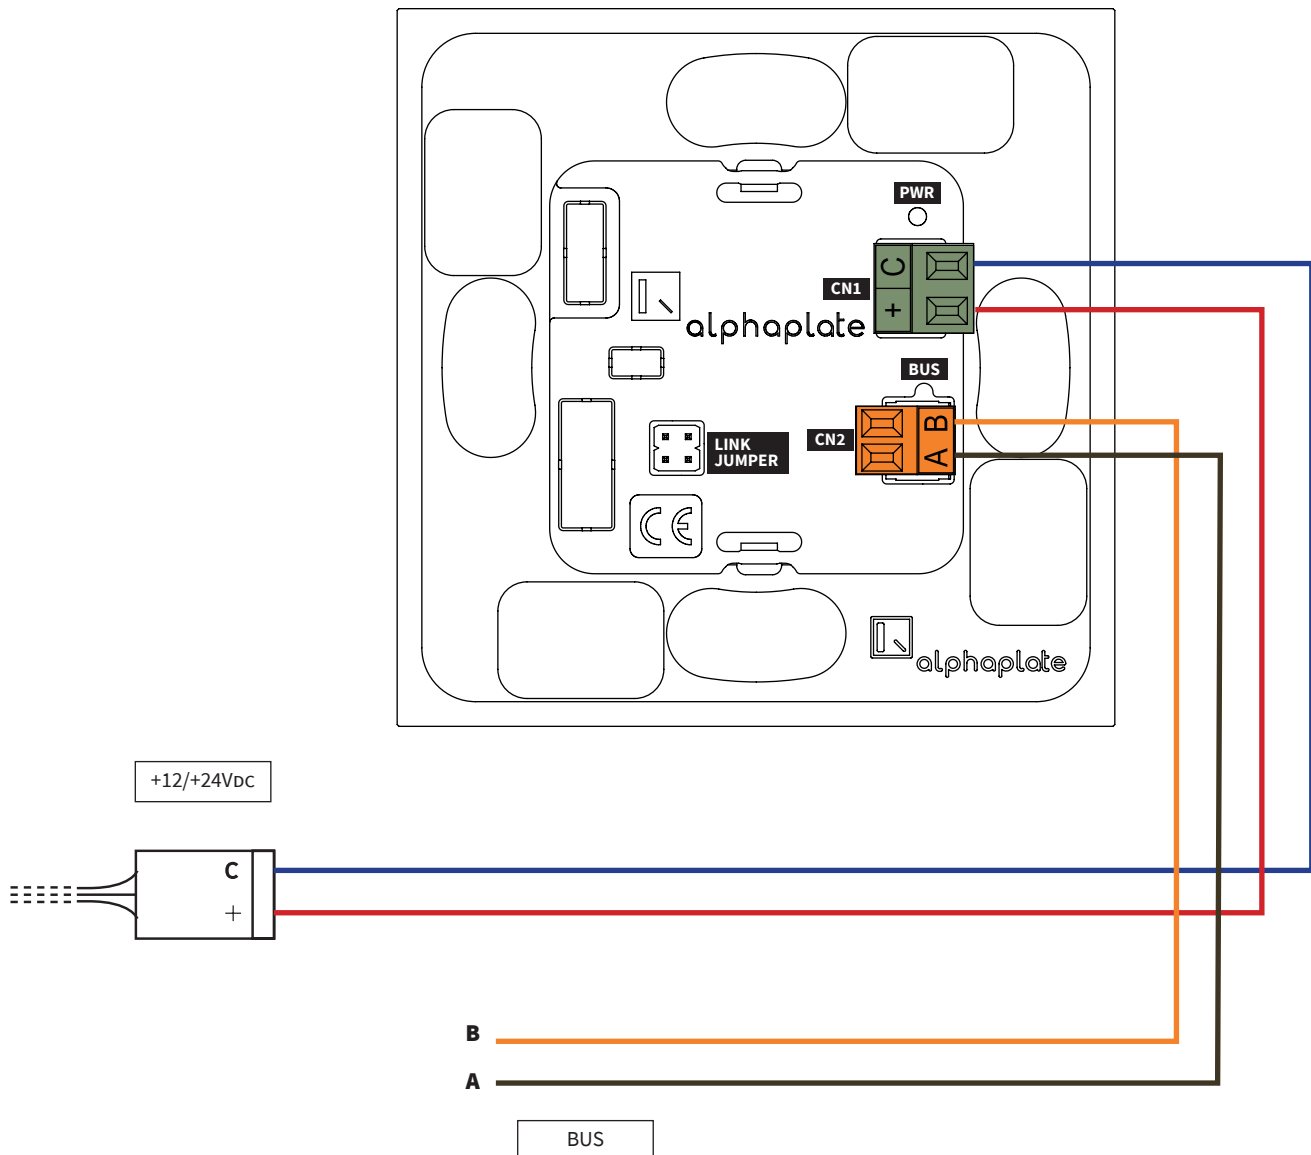 PWR
C
CN1
+
alphaplate
BUS
B
CN2
A
LINK
JUMPER
CE
alphaplate
+12/+24VDC
C
+
B
A
BUS